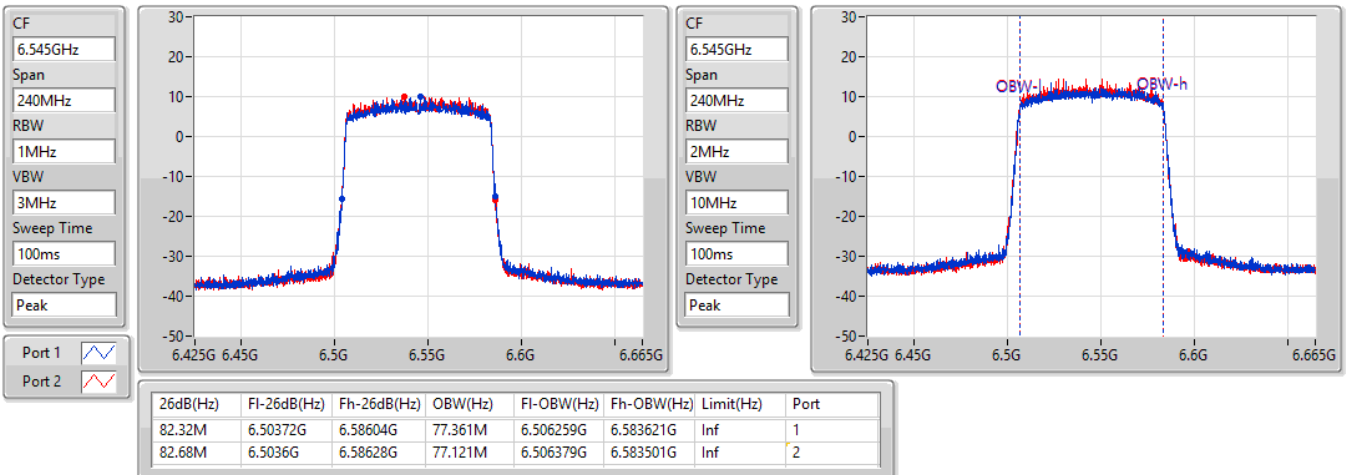 CF
6.545GHz
Span
240MHz
RBW
1MHz
VBW
3MHz
Sweep Time
100ms
Detector Type
Peak
Port 1
Port 2
30
20
10
0
-10
-20
-30
-40
-50
6.425G 6.45G 6.5G 6.55G 6.6G 6.665G
CF
6.545GHz
Span
240MHz
RBW
2MHz
VBW
10MHz
Sweep Time
100ms
Detector Type
Peak
30
20
10
0
-10
-20
-30
-40
-50
OBW-l OBW-h
6.425G 6.45G 6.5G 6.55G 6.6G 6.665G
26dB(Hz) Fl-26dB(Hz) Fh-26dB(Hz) OBW(Hz) Fl-OBW(Hz) Fh-OBW(Hz) Limit(Hz) Port
82.32M 6.50372G 6.58604G 77.361M 6.506259G 6.583621G Inf 1
82.68M 6.5036G 6.58628G 77.121M 6.506379G 6.583501G Inf 2